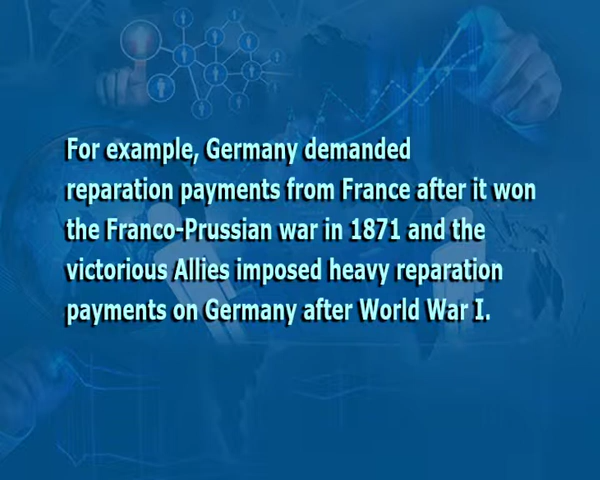 For example, Germany demanded
reparation payments from France after it won
the Franco-Prussian war in 1871 and the
victorious Allies imposed heavy reparation
payments on Germany after World War I.